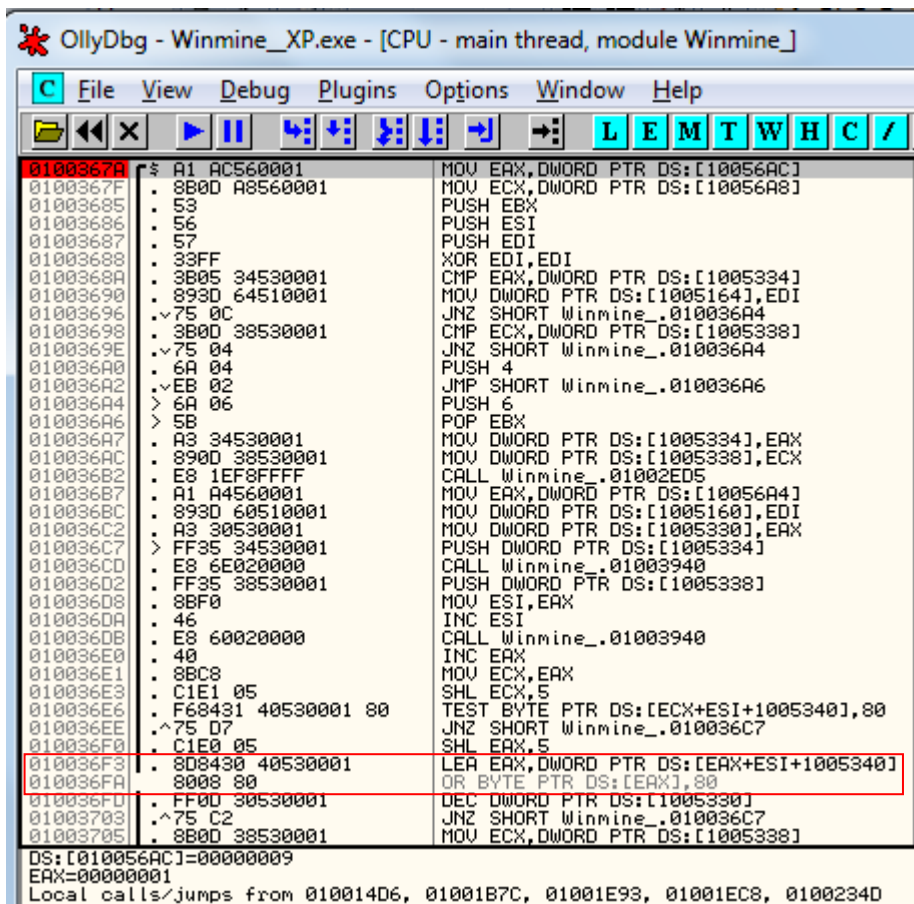 OllyDbg - Winmine__XP.exe - [CPU - main thread, module Winmine_]
C File View Debug Plugins Options Window Help
L E M T W H C /
0100367A $ A1 AC560001 MOV EAX,DWORD PTR DS:[10056AC]
0100367F . 8B0D A8560001 MOV ECX,DWORD PTR DS:[10056A8]
01003685 . 53 PUSH EBX
01003686 . 56 PUSH ESI
01003687 . 57 PUSH EDI
01003688 . 33FF XOR EDI,EDI
0100368A . 3B05 34530001 CMP EAX,DWORD PTR DS:[1005334]
01003690 . 893D 64510001 MOV DWORD PTR DS:[1005164],EDI
01003696 .v75 0C JNZ SHORT Winmine_.010036A4
01003698 . 3B0D 38530001 CMP ECX,DWORD PTR DS:[1005338]
0100369E .v75 04 JNZ SHORT Winmine_.010036A4
010036A0 . 6A 04 PUSH 4
010036A2 .vEB 02 JMP SHORT Winmine_.010036A6
010036A4 > 6A 06 PUSH 6
010036A6 > 5B POP EBX
010036A7 . A3 34530001 MOV DWORD PTR DS:[1005334],EAX
010036AC . 890D 38530001 MOV DWORD PTR DS:[1005338],ECX
010036B2 . E8 1EF8FFFF CALL Winmine_.01002ED5
010036B7 . A1 A4560001 MOV EAX,DWORD PTR DS:[10056A4]
010036BC . 893D 60510001 MOV DWORD PTR DS:[1005160],EDI
010036C2 . A3 30530001 MOV DWORD PTR DS:[1005330],EAX
010036C7 > FF35 34530001 PUSH DWORD PTR DS:[1005334]
010036CD . E8 6E020000 CALL Winmine_.01003940
010036D2 . FF35 38530001 PUSH DWORD PTR DS:[1005338]
010036D8 . 8BF0 MOV ESI,EAX
010036DA . 46 INC ESI
010036DB . E8 60020000 CALL Winmine_.01003940
010036E0 . 40 INC EAX
010036E1 . 8BC8 MOV ECX,EAX
010036E3 . C1E1 05 SHL ECX,5
010036E6 . F68431 40530001 80 TEST BYTE PTR DS:[ECX+ESI+1005340],80
010036EE .^75 D7 JNZ SHORT Winmine_.010036C7
010036F0 . C1E0 05 SHL EAX,5
010036F3 . 8D8430 40530001 LEA EAX,DWORD PTR DS:[EAX+ESI+1005340]
010036FA 8008 80 OR BYTE PTR DS:[EAX],80
010036FD . FF0D 30530001 DEC DWORD PTR DS:[1005330]
01003703 .^75 C2 JNZ SHORT Winmine_.010036C7
01003705 . 8B0D 38530001 MOV ECX,DWORD PTR DS:[1005338]
DS:[010056AC]=00000009
EAX=00000001
Local calls/jumps from 010014D6, 01001B7C, 01001E93, 01001EC8, 0100234D